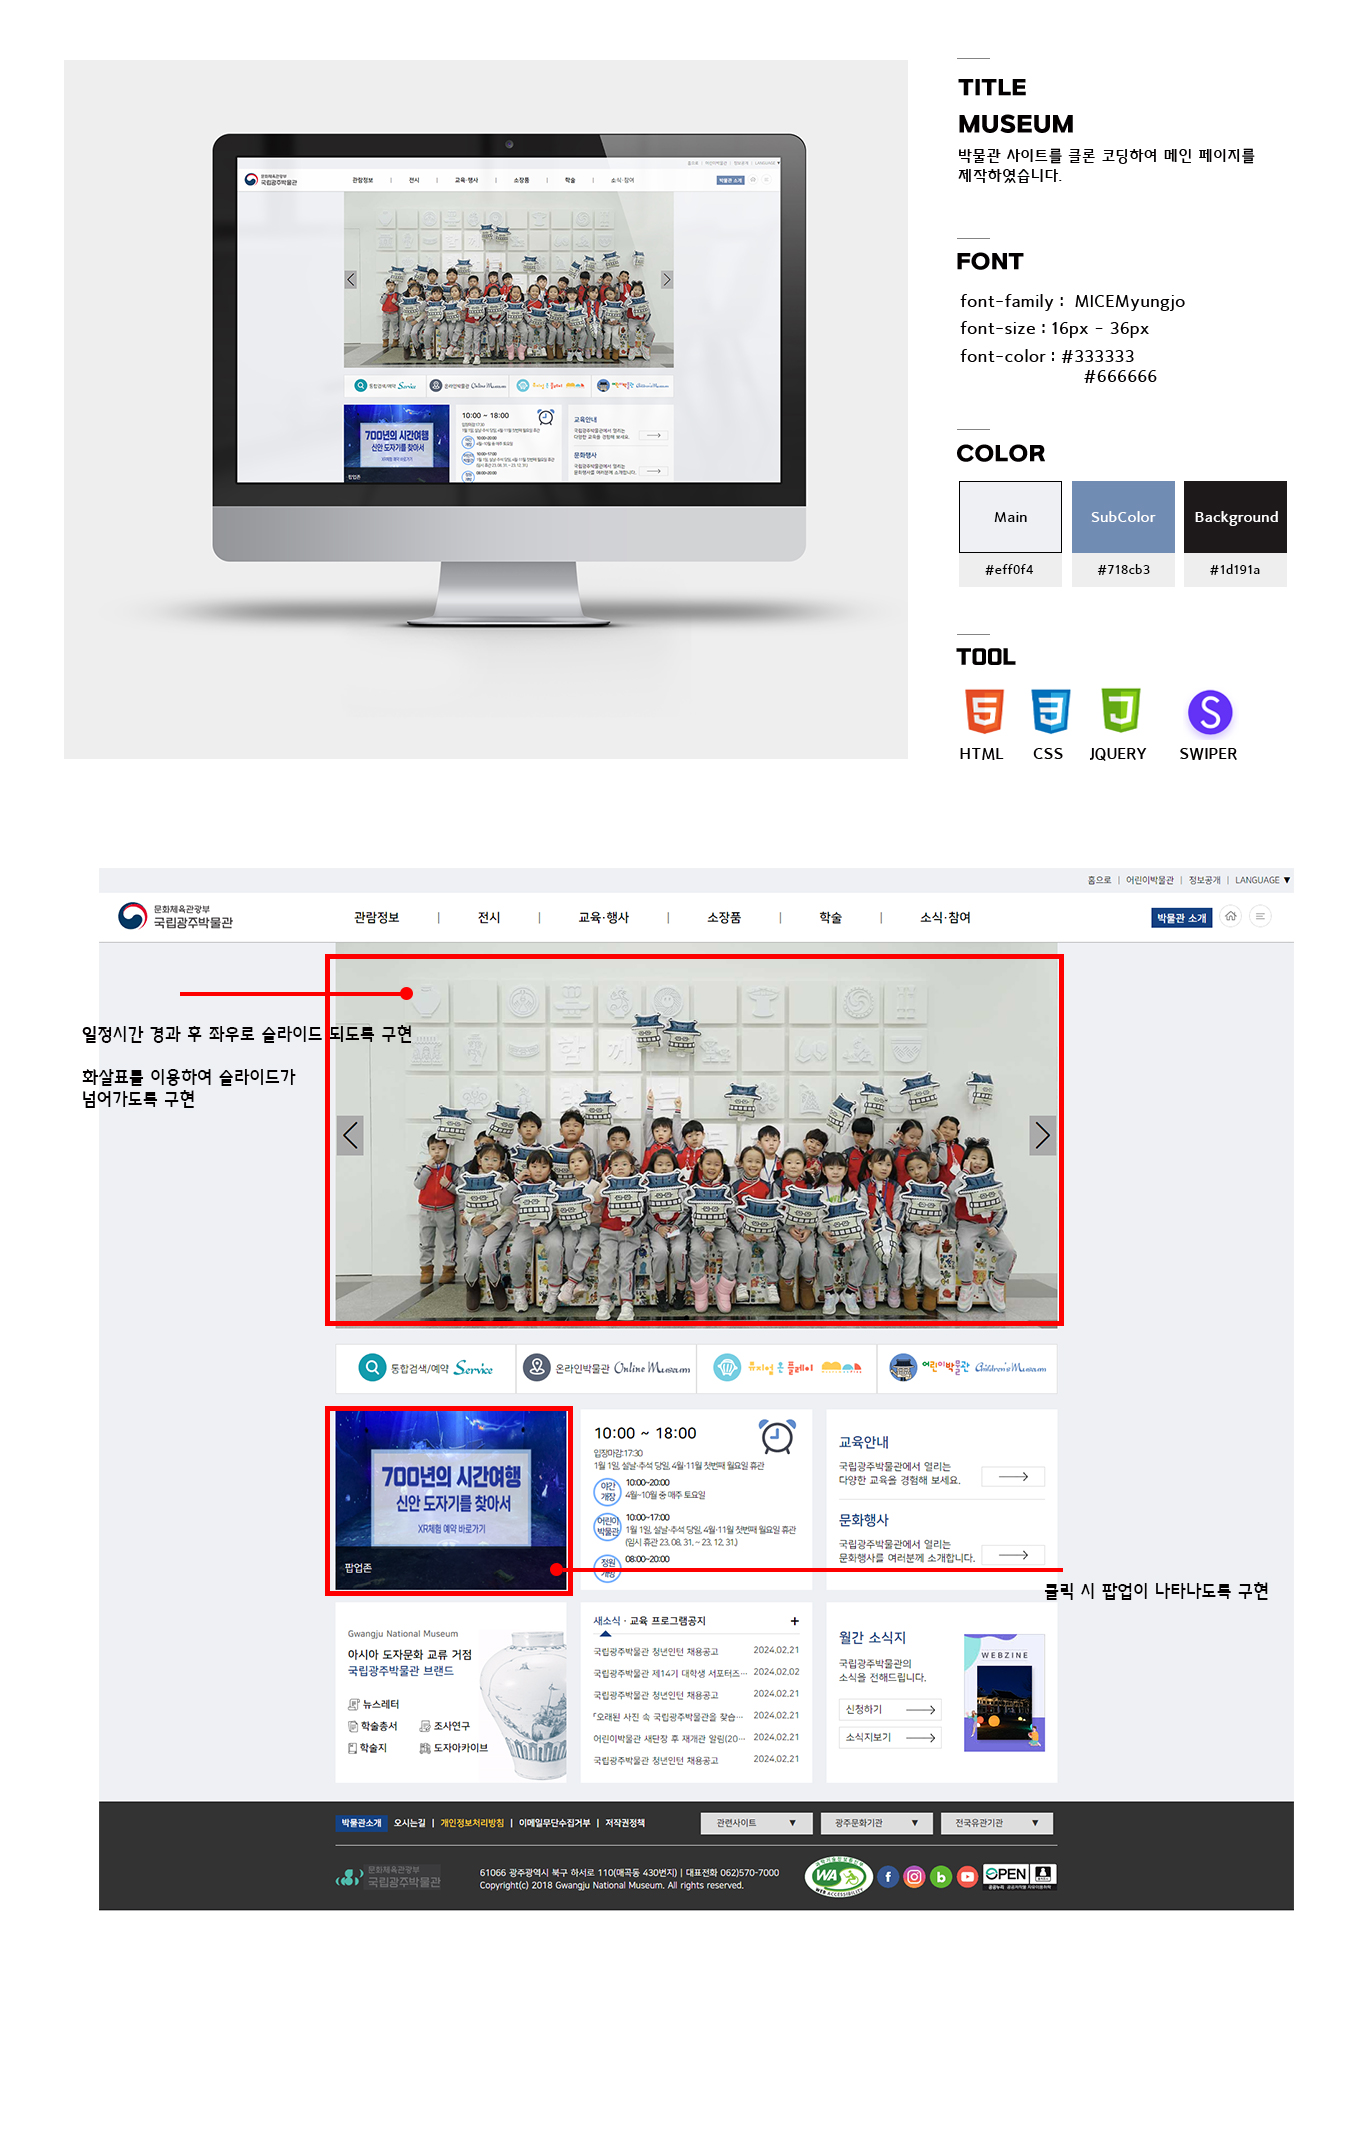 TITLE
MUSEUM
박물관 사이트를 클론 코딩하여 메인 페이지를
제작하였습니다.
FONT
font-family : MICEMyungjo
font-size : 16px - 36px
font-color : #333333
#666666
COLOR
Main
SubColor
Background
#eff0f4
#718cb3
#1d191a
TOOL
HTML
CSS
JQUERY
SWIPER
홈으로 | 어린이박물관 | 정보공개 | LANGUAGE ▼
문화체육관광부
국립광주박물관
관람정보 | 전시 | 교육·행사 | 소장품 | 학술 | 소식·참여
박물관 소개
일정시간 경과 후 좌우로 슬라이드 되도록 구현
화살표를 이용하여 슬라이드가
넘어가도록 구현
통합검색/예약 Service
온라인박물관 Online Museum
뮤지엄 온 플레이
어린이박물관 Children's Museum
700년의 시간여행
신안 도자기를 찾아서
XR체험 예약 바로가기
팝업존
10:00 ~ 18:00
입장마감:17:30
1월 1일, 설날·추석 당일, 4월·11월 첫번째 월요일 휴관
야간
개장
10:00~20:00
4월~10월 중 매주 토요일
어린이
박물관
10:00~17:00
1월 1일, 설날·추석 당일, 4월·11월 첫번째 월요일 휴관
(임시 휴관 23. 08. 31. ~ 23. 12. 31.)
정원
개방
08:00~20:00
교육안내
국립광주박물관에서 열리는
다양한 교육을 경험해 보세요.
문화행사
국립광주박물관에서 열리는
문화행사를 여러분께 소개합니다.
클릭 시 팝업이 나타나도록 구현
Gwangju National Museum
아시아 도자문화 교류 거점
국립광주박물관 브랜드
뉴스레터
학술총서
조사연구
학술지
도자아카이브
새소식 · 교육 프로그램공지 +
국립광주박물관 청년인턴 채용공고 2024.02.21
국립광주박물관 제14기 대학생 서포터즈··· 2024.02.02
국립광주박물관 청년인턴 채용공고 2024.02.21
「오래된 사진 속 국립광주박물관을 찾습··· 2024.02.21
어린이박물관 새단장 후 재개관 알림(20··· 2024.02.21
국립광주박물관 청년인턴 채용공고 2024.02.21
월간 소식지
국립광주박물관의
소식을 전해드립니다.
신청하기
소식지보기
WEBZINE
박물관소개 오시는길 | 개인정보처리방침 | 이메일무단수집거부 | 저작권정책
관련사이트 ▼
광주문화기관 ▼
전국유관기관 ▼
문화체육관광부
국립광주박물관
61066 광주광역시 북구 하서로 110(매곡동 430번지) | 대표전화 062)570-7000
Copyright(c) 2018 Gwangju National Museum. All rights reserved.
WA
WEB ACCESSIBILITY
OPEN